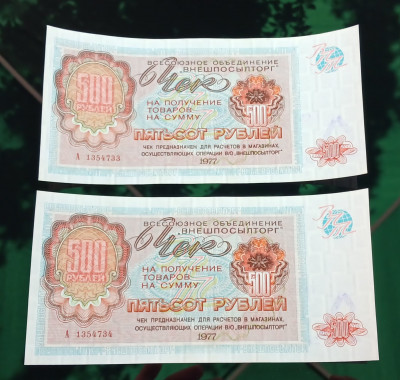 ВСЕСОЮЗНОЕ ОБЪЕДИНЕНИЕ
"ВНЕШПОСЫЛТОРГ"
Чек
500
РУБЛЕЙ
НА ПОЛУЧЕНИЕ
ТОВАРОВ
НА СУММУ
500
ПЯТЬСОТ РУБЛЕЙ
500
А 1354733
ЧЕК ПРЕДНАЗНАЧЕН ДЛЯ РАСЧЕТОВ В МАГАЗИНАХ,
ОСУЩЕСТВЛЯЮЩИХ ОПЕРАЦИИ В/О „ВНЕШПОСЫЛТОРГ"
1977
ВСЕСОЮЗНОЕ ОБЪЕДИНЕНИЕ
"ВНЕШПОСЫЛТОРГ"
Чек
500
РУБЛЕЙ
НА ПОЛУЧЕНИЕ
ТОВАРОВ
НА СУММУ
500
ПЯТЬСОТ РУБЛЕЙ
500
А 1354734
ЧЕК ПРЕДНАЗНАЧЕН ДЛЯ РАСЧЕТОВ В МАГАЗИНАХ,
ОСУЩЕСТВЛЯЮЩИХ ОПЕРАЦИИ В/О „ВНЕШПОСЫЛТОРГ"
1977